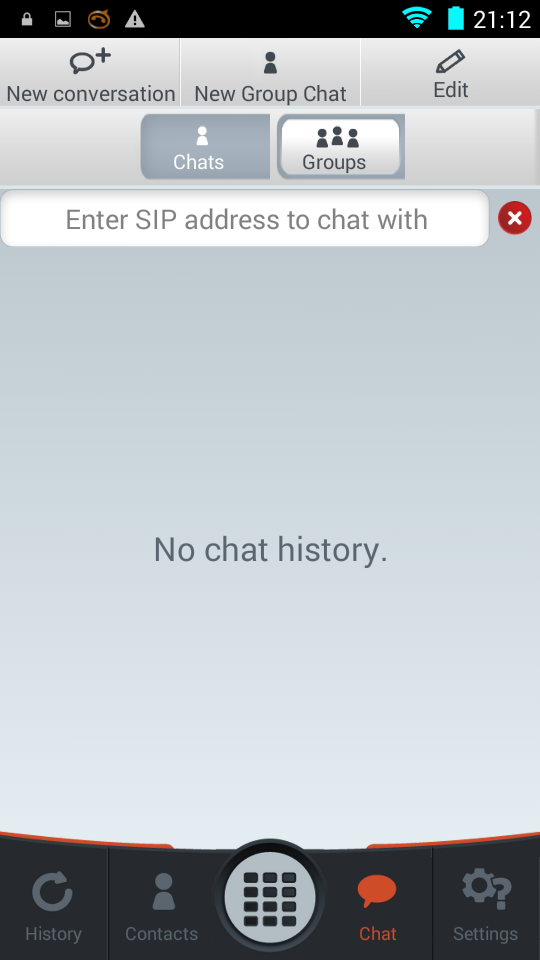 21:12
New conversation
New Group Chat
Edit
Chats
Groups
Enter SIP address to chat with
No chat history.
History
Contacts
Chat
Settings